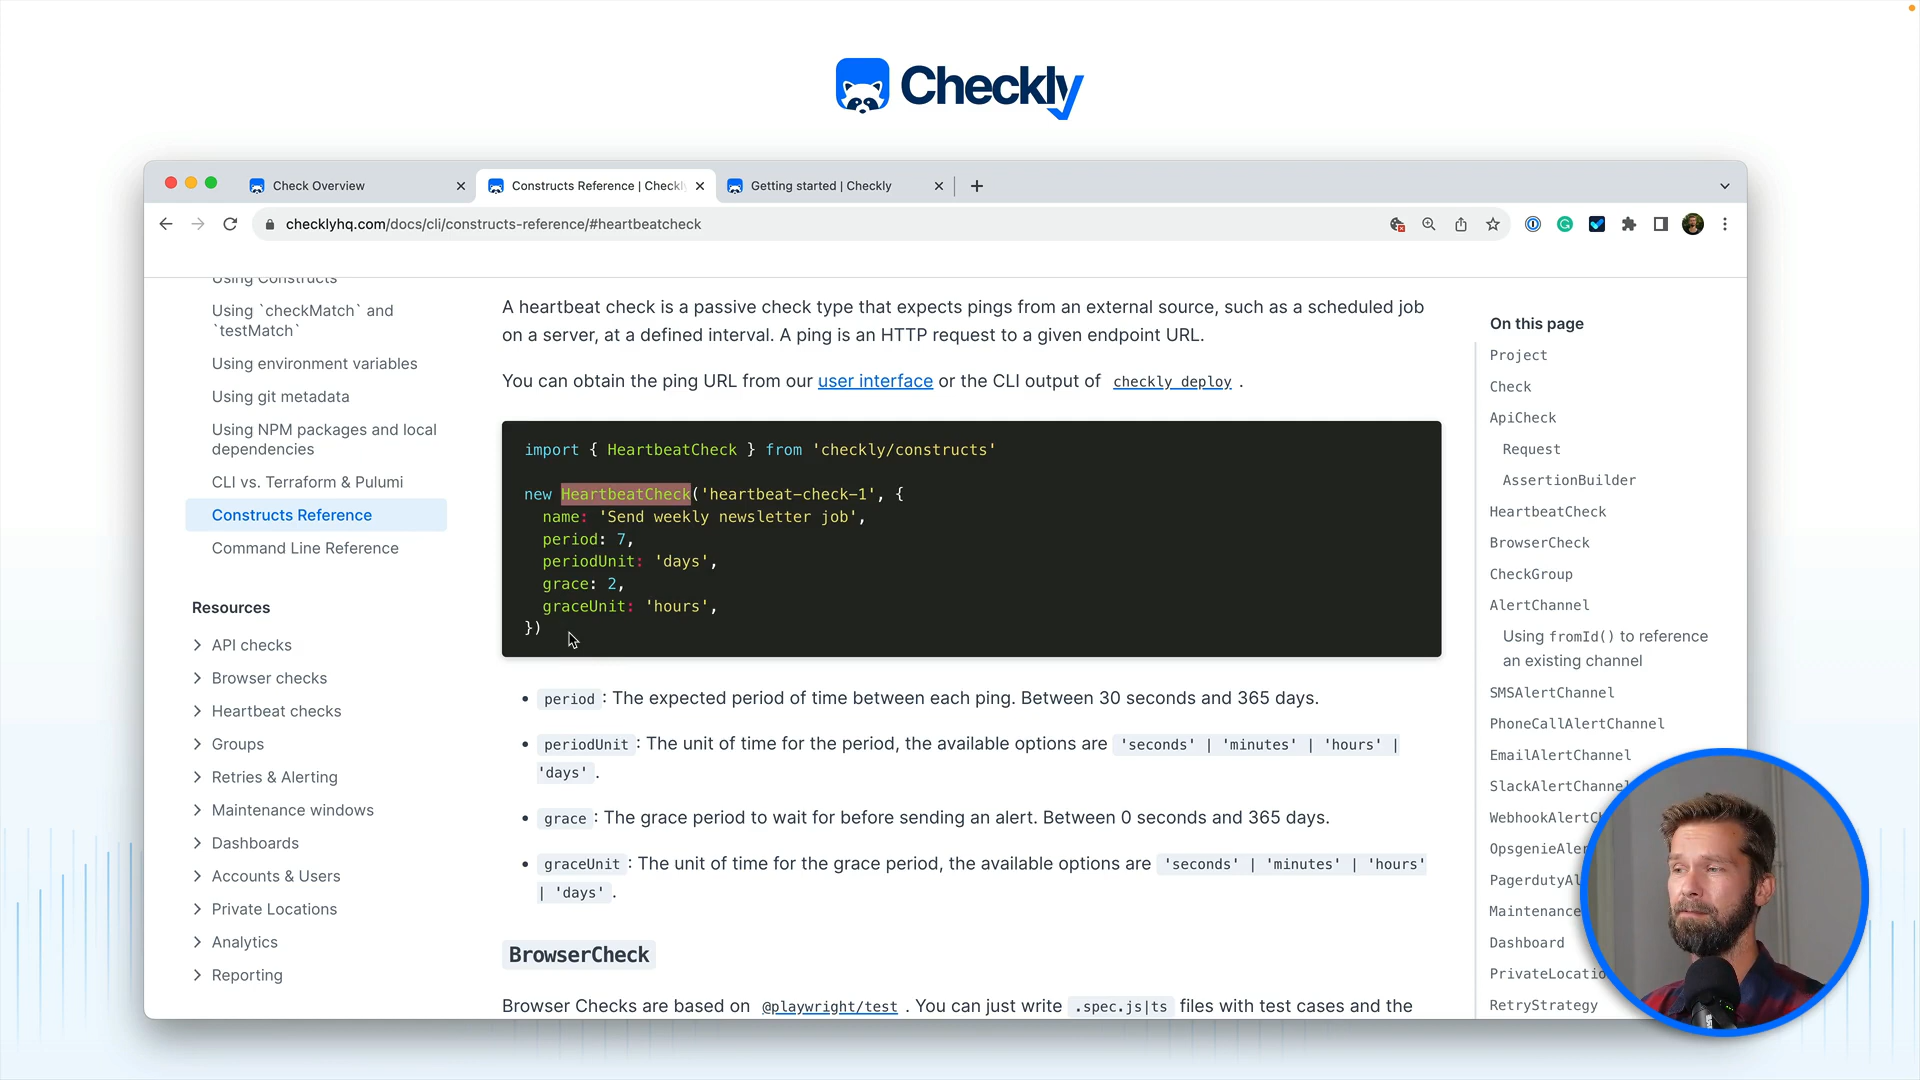 Checkly
Check Overview
Constructs Reference | Checkly
Getting started | Checkly
checklyhq.com/docs/cli/constructs-reference/#heartbeatcheck
Using Constructs
Using `checkMatch` and
`testMatch`
Using environment variables
Using git metadata
Using NPM packages and local
dependencies
CLI vs. Terraform & Pulumi
Constructs Reference
Command Line Reference
Resources
API checks
Browser checks
Heartbeat checks
Groups
Retries & Alerting
Maintenance windows
Dashboards
Accounts & Users
Private Locations
Analytics
Reporting
A heartbeat check is a passive check type that expects pings from an external source, such as a scheduled job
on a server, at a defined interval. A ping is an HTTP request to a given endpoint URL.
You can obtain the ping URL from our user interface or the CLI output of checkly deploy .
import { HeartbeatCheck } from 'checkly/constructs'
new HeartbeatCheck('heartbeat-check-1', {
name: 'Send weekly newsletter job',
period: 7,
periodUnit: 'days',
grace: 2,
graceUnit: 'hours',
})
• period : The expected period of time between each ping. Between 30 seconds and 365 days.
• periodUnit : The unit of time for the period, the available options are 'seconds' | 'minutes' | 'hours' |
'days' .
• grace : The grace period to wait for before sending an alert. Between 0 seconds and 365 days.
• graceUnit : The unit of time for the grace period, the available options are 'seconds' | 'minutes' | 'hours'
| 'days' .
BrowserCheck
Browser Checks are based on @playwright/test . You can just write .spec.js|ts files with test cases and the
On this page
Project
Check
ApiCheck
Request
AssertionBuilder
HeartbeatCheck
BrowserCheck
CheckGroup
AlertChannel
Using fromId() to reference
an existing channel
SMSAlertChannel
PhoneCallAlertChannel
EmailAlertChannel
SlackAlertChannel
WebhookAlertCh
OpsgenieAler
PagerdutyAl
Maintenance
Dashboard
PrivateLocatio
RetryStrategy